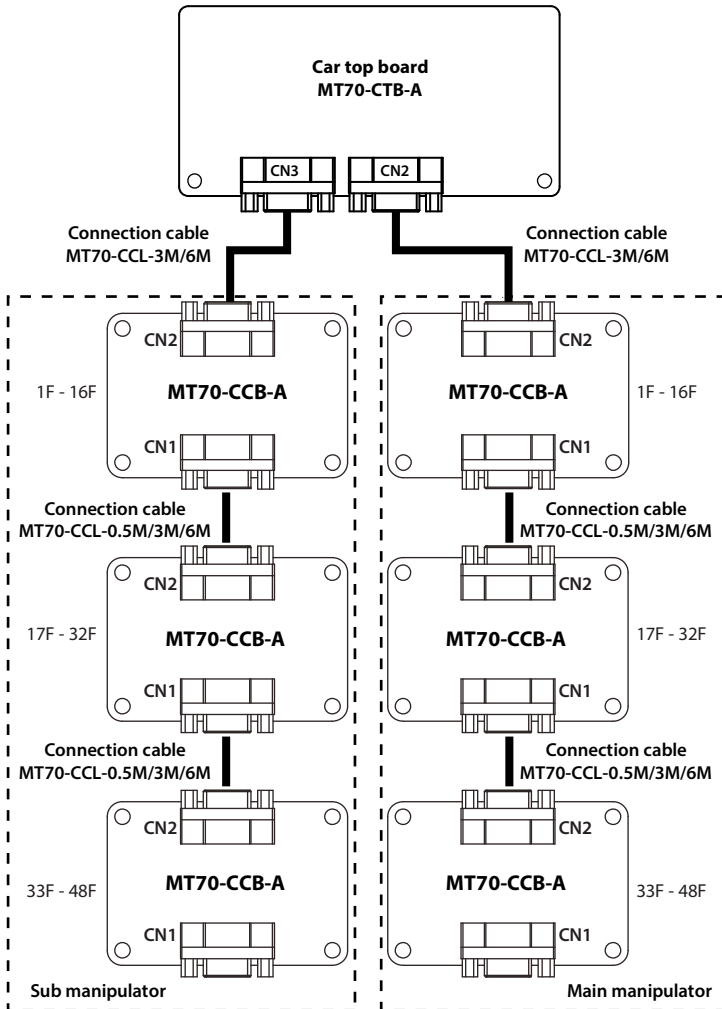 Car top board
MT70-CTB-A
CN3
CN2
Connection cable
MT70-CCL-3M/6M
Connection cable
MT70-CCL-3M/6M
CN2
1F - 16F
MT70-CCB-A
CN1
CN2
MT70-CCB-A
1F - 16F
CN1
Connection cable
MT70-CCL-0.5M/3M/6M
Connection cable
MT70-CCL-0.5M/3M/6M
CN2
17F - 32F
MT70-CCB-A
CN1
CN2
MT70-CCB-A
17F - 32F
CN1
Connection cable
MT70-CCL-0.5M/3M/6M
Connection cable
MT70-CCL-0.5M/3M/6M
CN2
33F - 48F
MT70-CCB-A
CN1
CN2
MT70-CCB-A
33F - 48F
CN1
Sub manipulator
Main manipulator